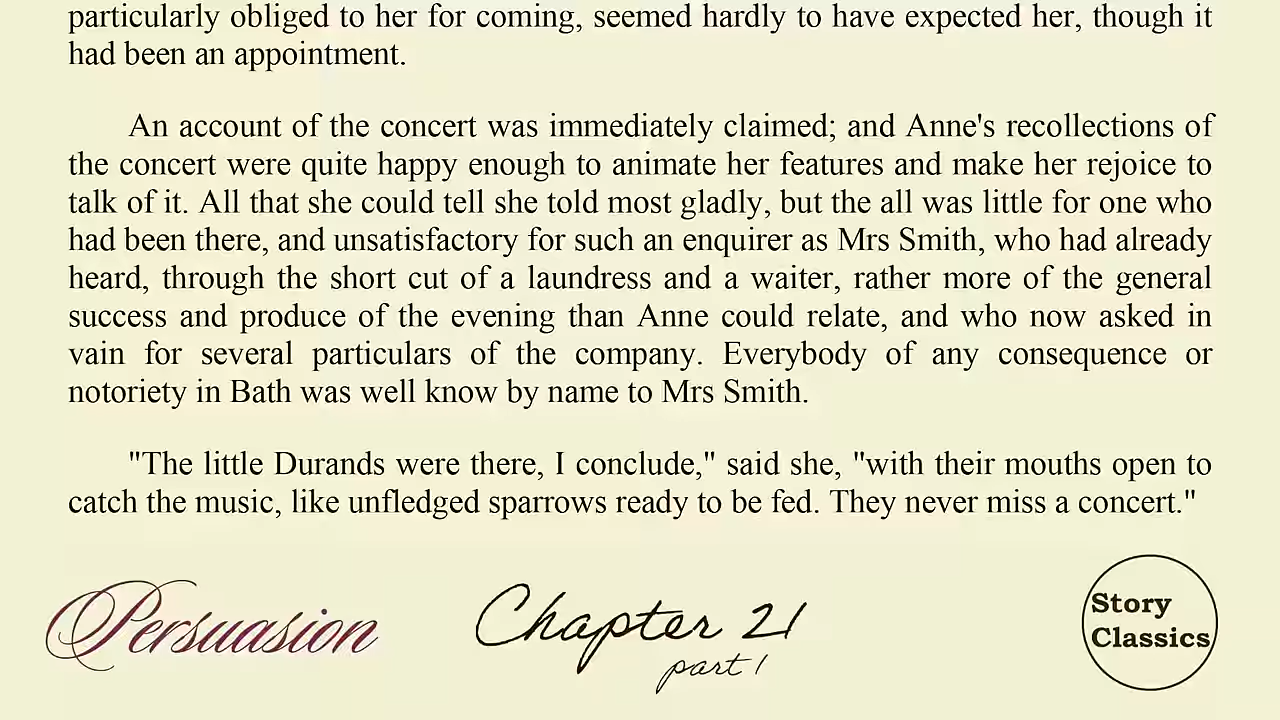 particularly obliged to her for coming, seemed hardly to have expected her, though it
had been an appointment.
An account of the concert was immediately claimed; and Anne's recollections of
the concert were quite happy enough to animate her features and make her rejoice to
talk of it. All that she could tell she told most gladly, but the all was little for one who
had been there, and unsatisfactory for such an enquirer as Mrs Smith, who had already
heard, through the short cut of a laundress and a waiter, rather more of the general
success and produce of the evening than Anne could relate, and who now asked in
vain for several particulars of the company. Everybody of any consequence or
notoriety in Bath was well know by name to Mrs Smith.
"The little Durands were there, I conclude," said she, "with their mouths open to
catch the music, like unfledged sparrows ready to be fed. They never miss a concert."
Persuasion
Chapter 21
part 1
Story
Classics